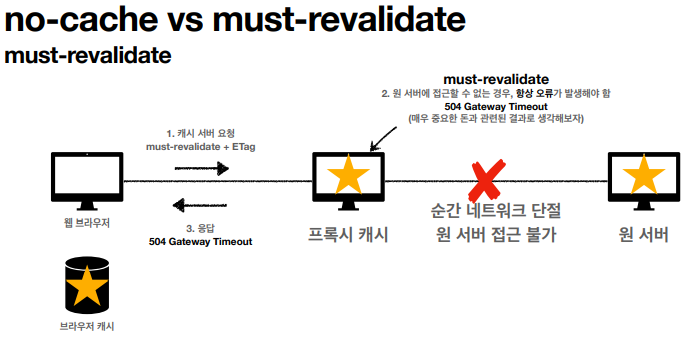 no-cache vs must-revalidate
must-revalidate
must-revalidate
2. 원 서버에 접근할 수 없는 경우, 항상 오류가 발생해야 함
504 Gateway Timeout
(매우 중요한 돈과 관련된 결과로 생각해보자)
1. 캐시 서버 요청
must-revalidate + ETag
웹 브라우저
3. 응답
504 Gateway Timeout
프록시 캐시
순간 네트워크 단절
원 서버 접근 불가
원 서버
브라우저 캐시